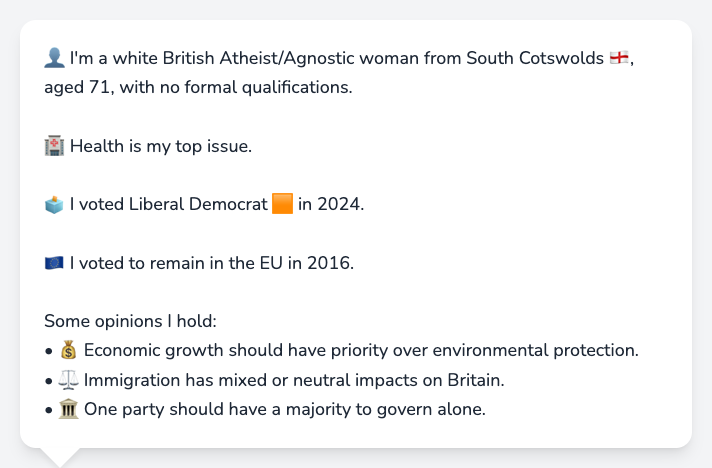 👤 I'm a white British Atheist/Agnostic woman from South Cotswolds 🏴󠁧󠁢󠁥󠁮󠁧󠁿,
aged 71, with no formal qualifications.
🏥 Health is my top issue.
🗳️ I voted Liberal Democrat 🟧 in 2024.
🇪🇺 I voted to remain in the EU in 2016.
Some opinions I hold:
• 💰 Economic growth should have priority over environmental protection.
• ⚖️ Immigration has mixed or neutral impacts on Britain.
• 🏛️ One party should have a majority to govern alone.